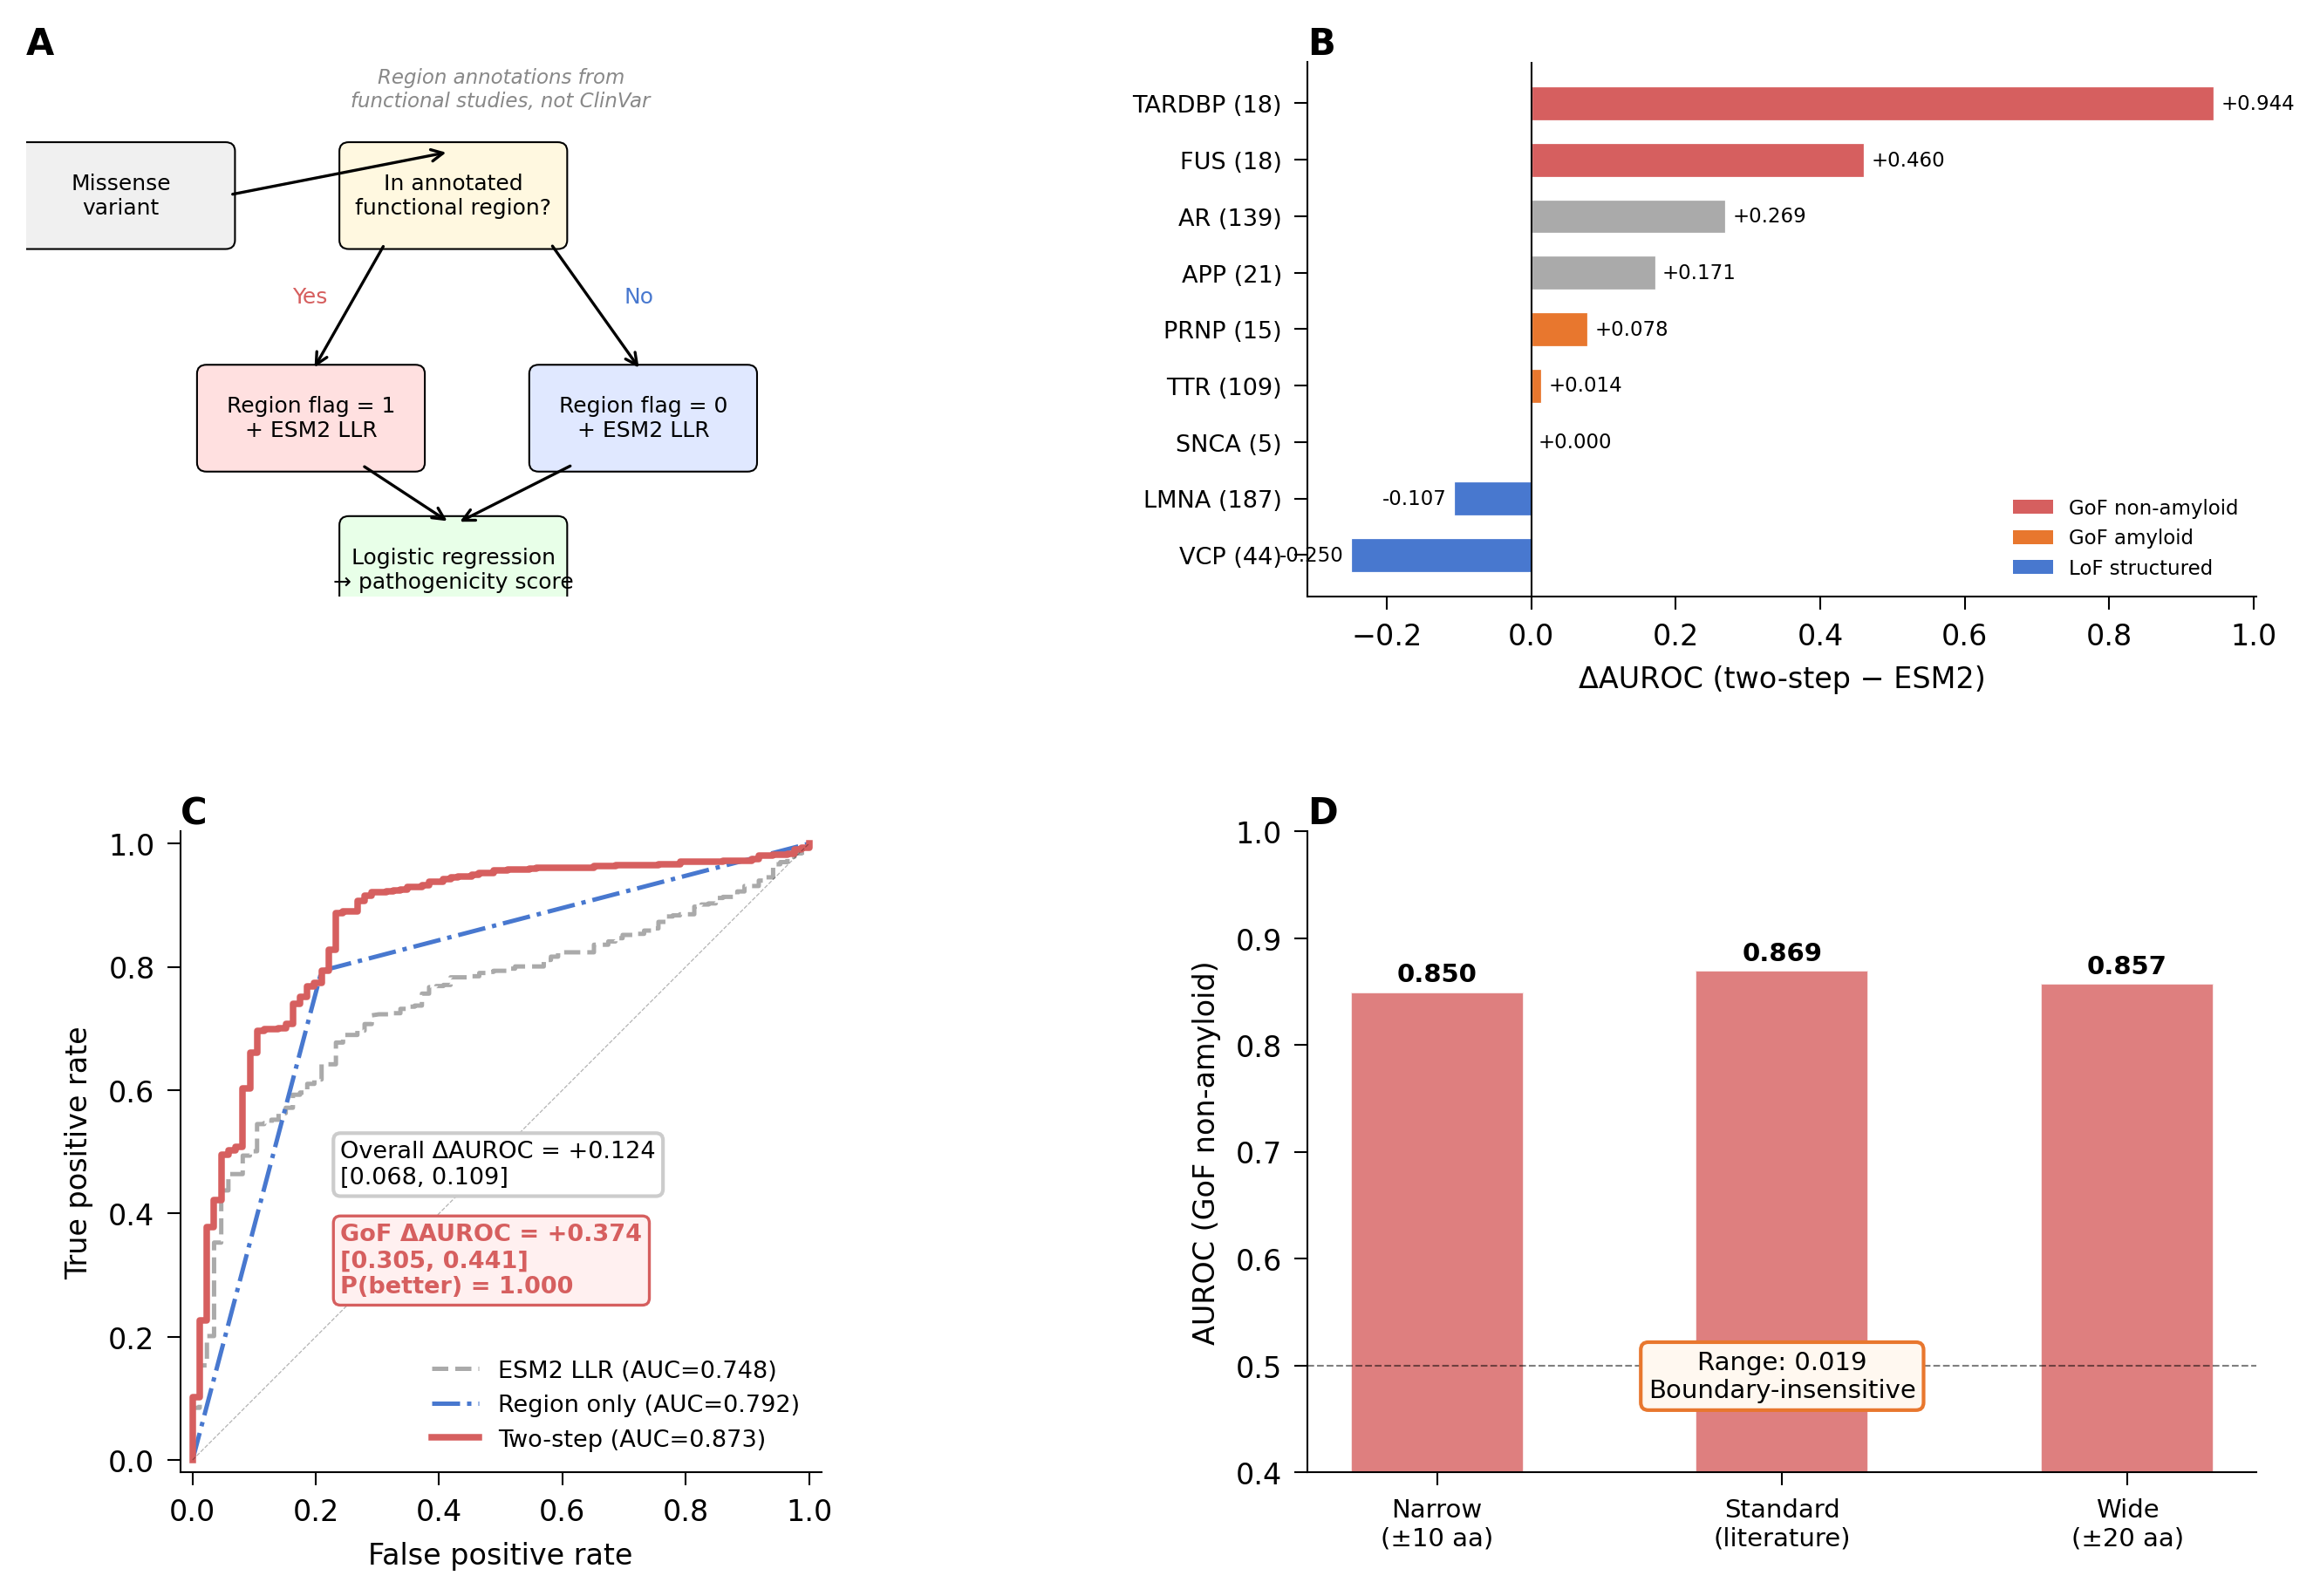 A
Region annotations from
functional studies, not ClinVar
Missense
variant
In annotated
functional region?
Yes
No
Region flag = 1
+ ESM2 LLR
Region flag = 0
+ ESM2 LLR
Logistic regression
→ pathogenicity score
B
TARDBP (18)
+0.944
FUS (18)
+0.460
AR (139)
+0.269
APP (21)
+0.171
PRNP (15)
+0.078
TTR (109)
+0.014
SNCA (5)
+0.000
LMNA (187)
-0.107
VCP (44)
-0.250
GoF non-amyloid
GoF amyloid
LoF structured
−0.2 0.0 0.2 0.4 0.6 0.8 1.0
ΔAUROC (two-step − ESM2)
C
1.0
0.8
0.6
0.4
0.2
0.0
True positive rate
Overall ΔAUROC = +0.124
[0.068, 0.109]
GoF ΔAUROC = +0.374
[0.305, 0.441]
P(better) = 1.000
ESM2 LLR (AUC=0.748)
Region only (AUC=0.792)
Two-step (AUC=0.873)
0.0 0.2 0.4 0.6 0.8 1.0
False positive rate
D
1.0
0.9
0.8
0.7
0.6
0.5
0.4
AUROC (GoF non-amyloid)
0.850
0.869
0.857
Range: 0.019
Boundary-insensitive
Narrow
(±10 aa)
Standard
(literature)
Wide
(±20 aa)